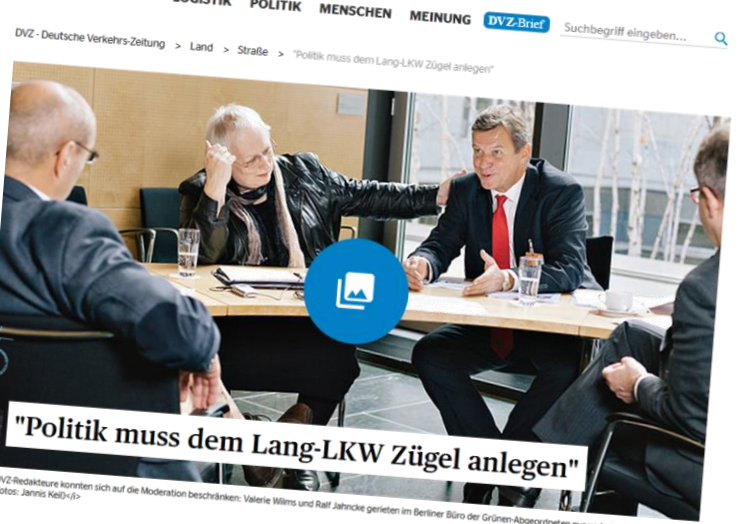 POLITIK MENSCHEN MEINUNG DVZ-Brief Suchbegriff eingeben...
DVZ - Deutsche Verkehrs-Zeitung > Land > Straße > "Politik muss dem Lang-LKW Zügel anlegen"
"Politik muss dem Lang-LKW Zügel anlegen"
DVZ-Redakteure konnten sich auf die Moderation beschränken: Valerie Wilms und Ralf Jahncke gerieten im Berliner Büro der Grünen-Abgeordneten
Fotos: Jannis Keil)</i>